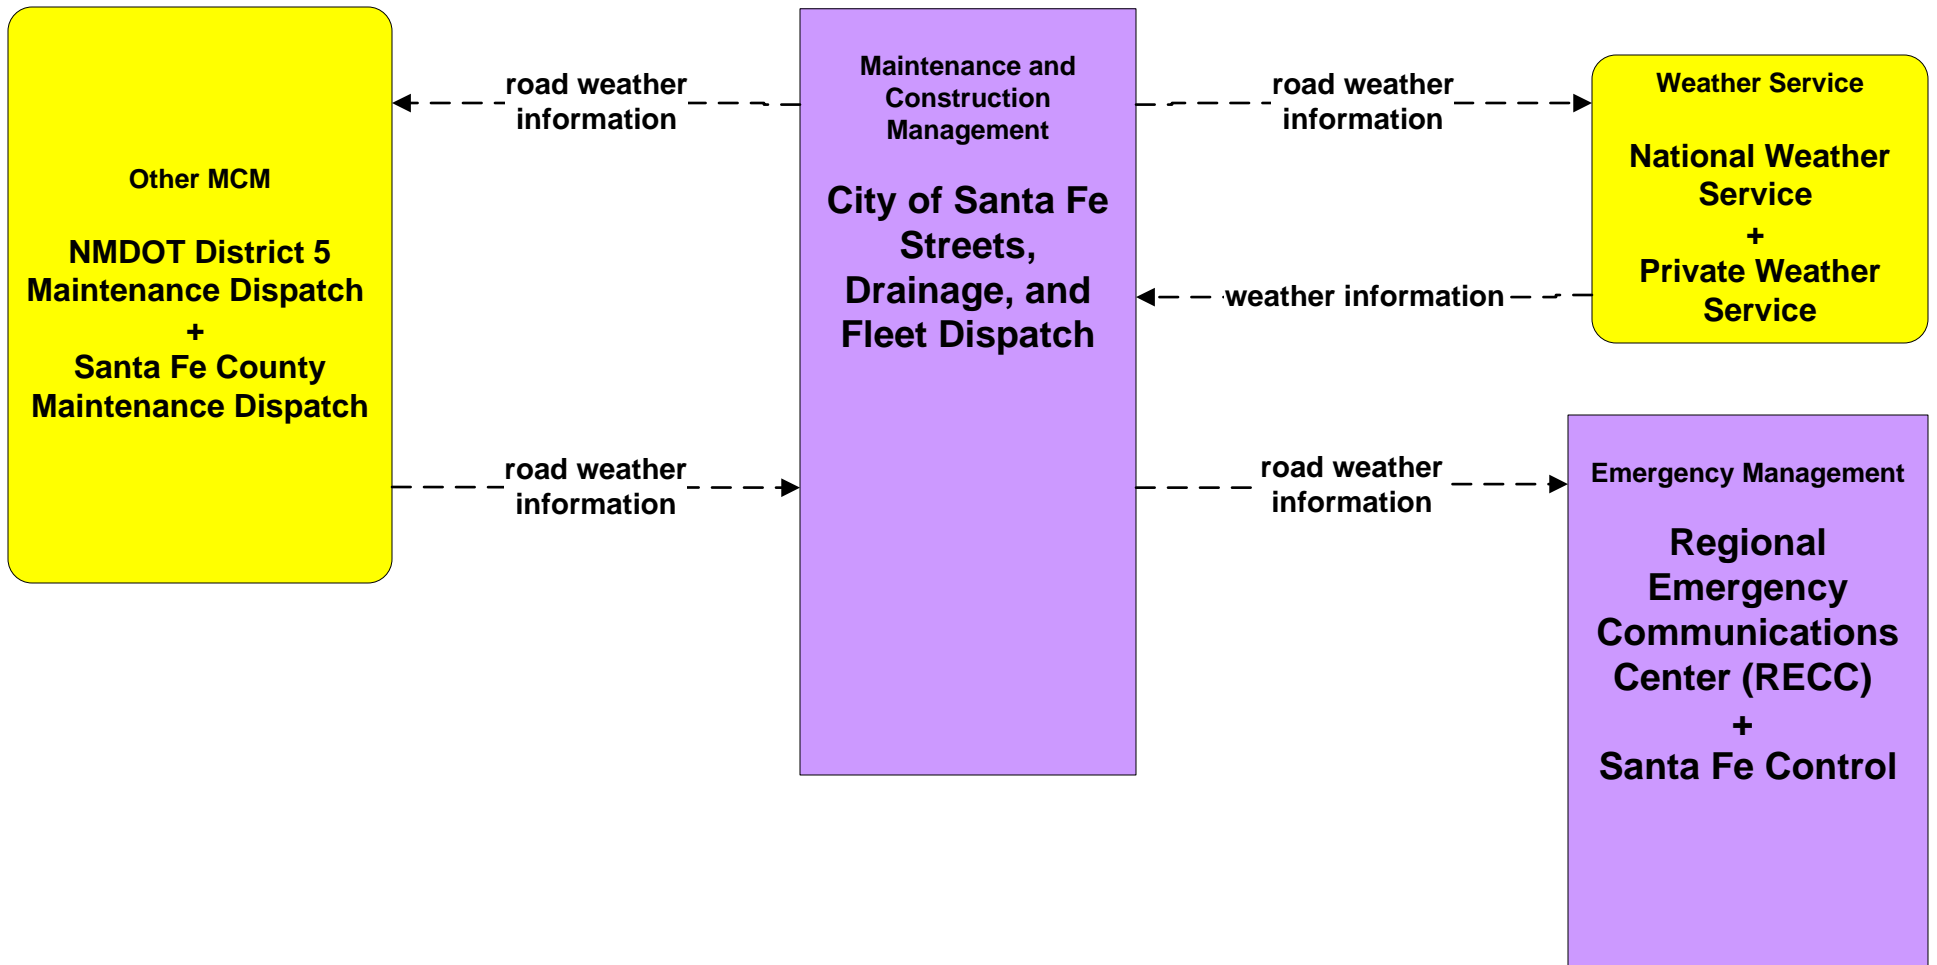 Other MCM
NMDOT District 5
Maintenance Dispatch
+
Santa Fe County
Maintenance Dispatch
road weather
information
road weather
information
Maintenance and
Construction
Management
City of Santa Fe
Streets,
Drainage, and
Fleet Dispatch
road weather
information
weather information
road weather
information
Weather Service
National Weather
Service
+
Private Weather
Service
Emergency Management
Regional
Emergency
Communications
Center (RECC)
+
Santa Fe Control